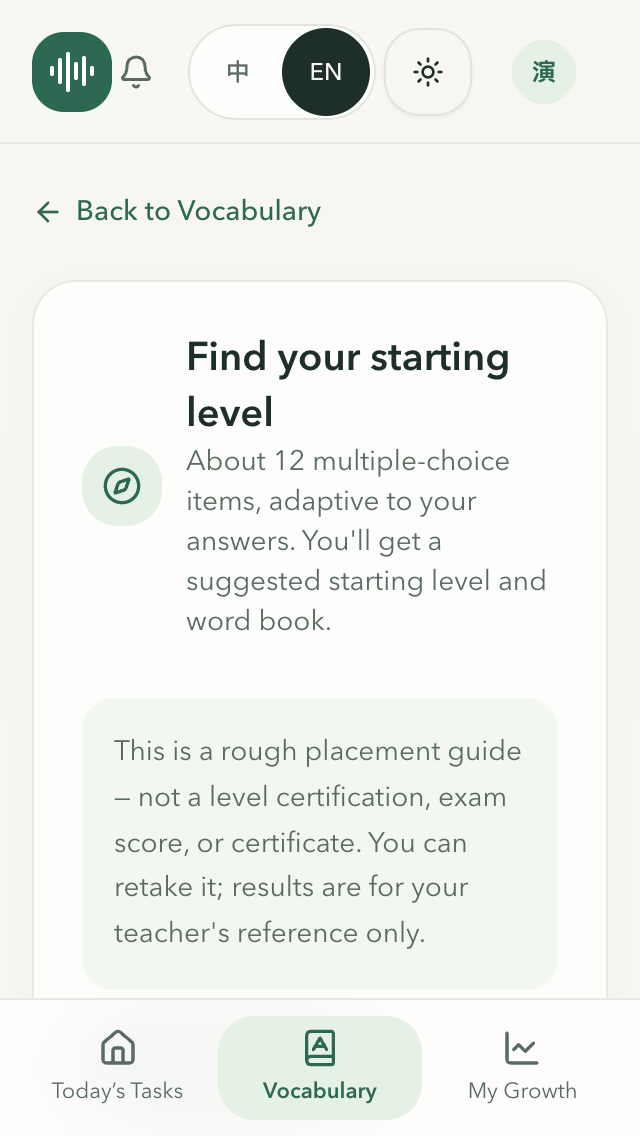 中
EN
演
Back to Vocabulary
Find your starting
level
About 12 multiple-choice
items, adaptive to your
answers. You'll get a
suggested starting level and
word book.
This is a rough placement guide
– not a level certification, exam
score, or certificate. You can
retake it; results are for your
teacher's reference only.
Today’s Tasks
Vocabulary
My Growth